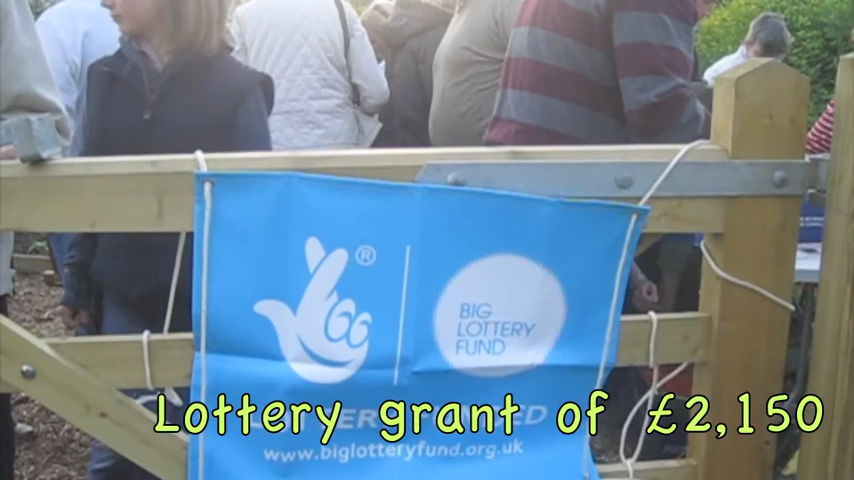 ®
BIG
LOTTERY
FUND
Lottery grant of £2,150
www.biglotteryfund.org.uk